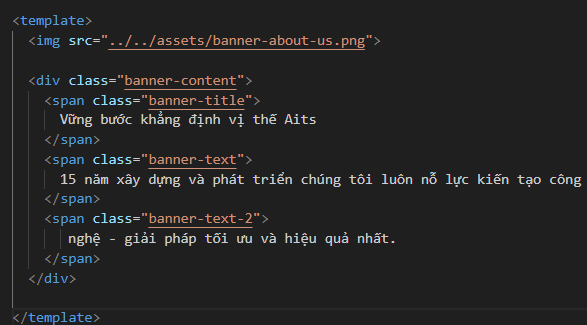 <template>
<img src="../../assets/banner-about-us.png">
<div class="banner-content">
<span class="banner-title">
Vững bước khẳng định vị thế Aits
</span>
<span class="banner-text">
15 năm xây dựng và phát triển chúng tôi luôn nỗ lực kiến tạo công
</span>
<span class="banner-text-2">
nghệ - giải pháp tối ưu và hiệu quả nhất.
</span>
</div>
</template>